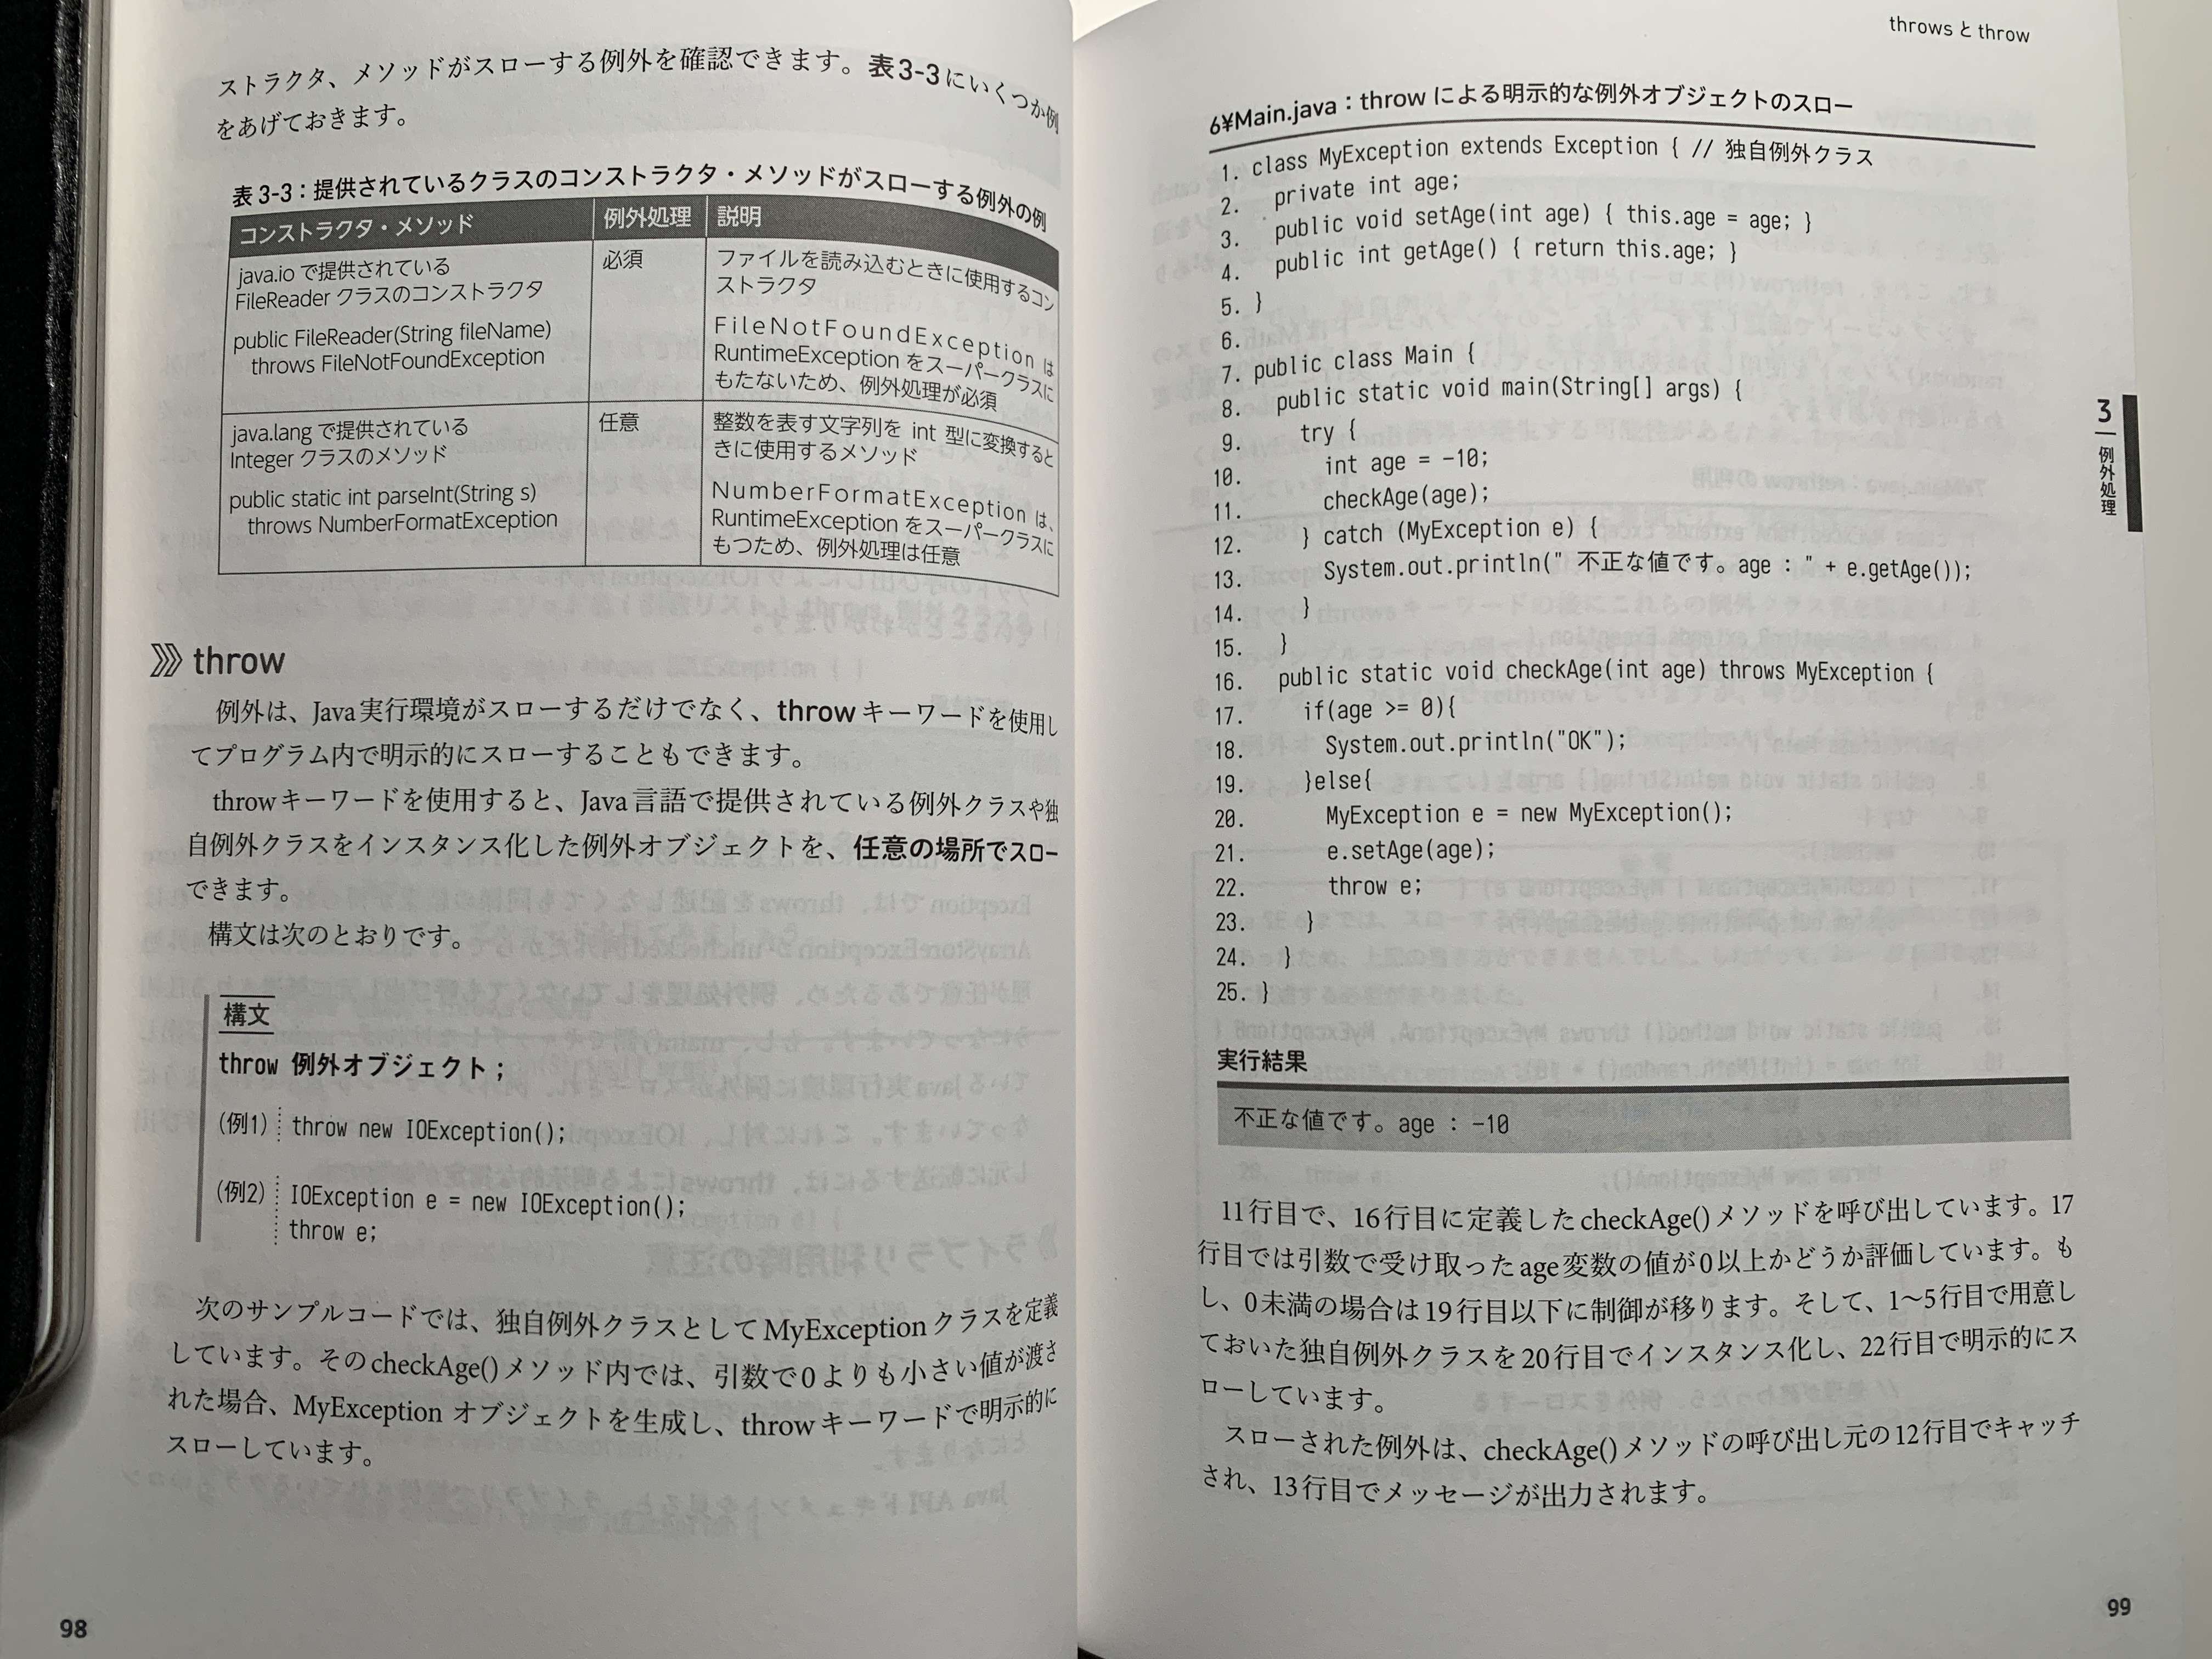 ストラクタ、メソッドがスローする例外を確認できます。表3-3にいくつか例
をあげておきます。
表3-3：提供されているクラスのコンストラクタ・メソッドがスローする例外の例
コンストラクタ・メソッド 例外処理 説明
java.io で提供されている
FileReader クラスのコンストラクタ
public FileReader(String fileName)
throws FileNotFoundException
必須
ファイルを読み込むときに使用するコン
ストラクタ
FileNotFoundException は
RuntimeException をスーパークラスに
もたないため、例外処理が必須
java.lang で提供されている
Integer クラスのメソッド
public static int parseInt(String s)
throws NumberFormatException
任意
整数を表す文字列を int 型に変換すると
きに使用するメソッド
NumberFormatException は、
RuntimeException をスーパークラスに
もつため、例外処理は任意
throw
例外は、Java実行環境がスローするだけでなく、throwキーワードを使用し
てプログラム内で明示的にスローすることもできます。
throwキーワードを使用すると、Java言語で提供されている例外クラスや独
自例外クラスをインスタンス化した例外オブジェクトを、任意の場所でスロー
できます。
構文は次のとおりです。
構文
throw 例外オブジェクト;
(例1) throw new IOException();
(例2) IOException e = new IOException();
throw e;
次のサンプルコードでは、独自例外クラスとしてMyExceptionクラスを定義
しています。そのcheckAge()メソッド内では、引数で0よりも小さい値が渡さ
れた場合、MyException オブジェクトを生成し、throwキーワードで明示的に
スローしています。
98
throws と throw
6¥Main.java：throw による明示的な例外オブジェクトのスロー
1. class MyException extends Exception { // 独自例外クラス
2. private int age;
3. public void setAge(int age) { this.age = age; }
4. public int getAge() { return this.age; }
5. }
6.
7. public class Main {
8. public static void main(String[] args) {
9. try {
10. int age = -10;
11. checkAge(age);
12. } catch (MyException e) {
13. System.out.println(" 不正な値です。age : " + e.getAge());
14. }
15. }
16. public static void checkAge(int age) throws MyException {
17. if(age >= 0){
18. System.out.println("OK");
19. }else{
20. MyException e = new MyException();
21. e.setAge(age);
22. throw e;
23. }
24. }
25. }
実行結果
不正な値です。age : -10
11行目で、16行目に定義したcheckAge()メソッドを呼び出しています。17
行目では引数で受け取ったage変数の値が0以上かどうか評価しています。も
し、0未満の場合は19行目以下に制御が移ります。そして、1～5行目で用意し
ておいた独自例外クラスを20行目でインスタンス化し、22行目で明示的にス
ローしています。
スローされた例外は、checkAge()メソッドの呼び出し元の12行目でキャッチ
され、13行目でメッセージが出力されます。
3
例外処理
99